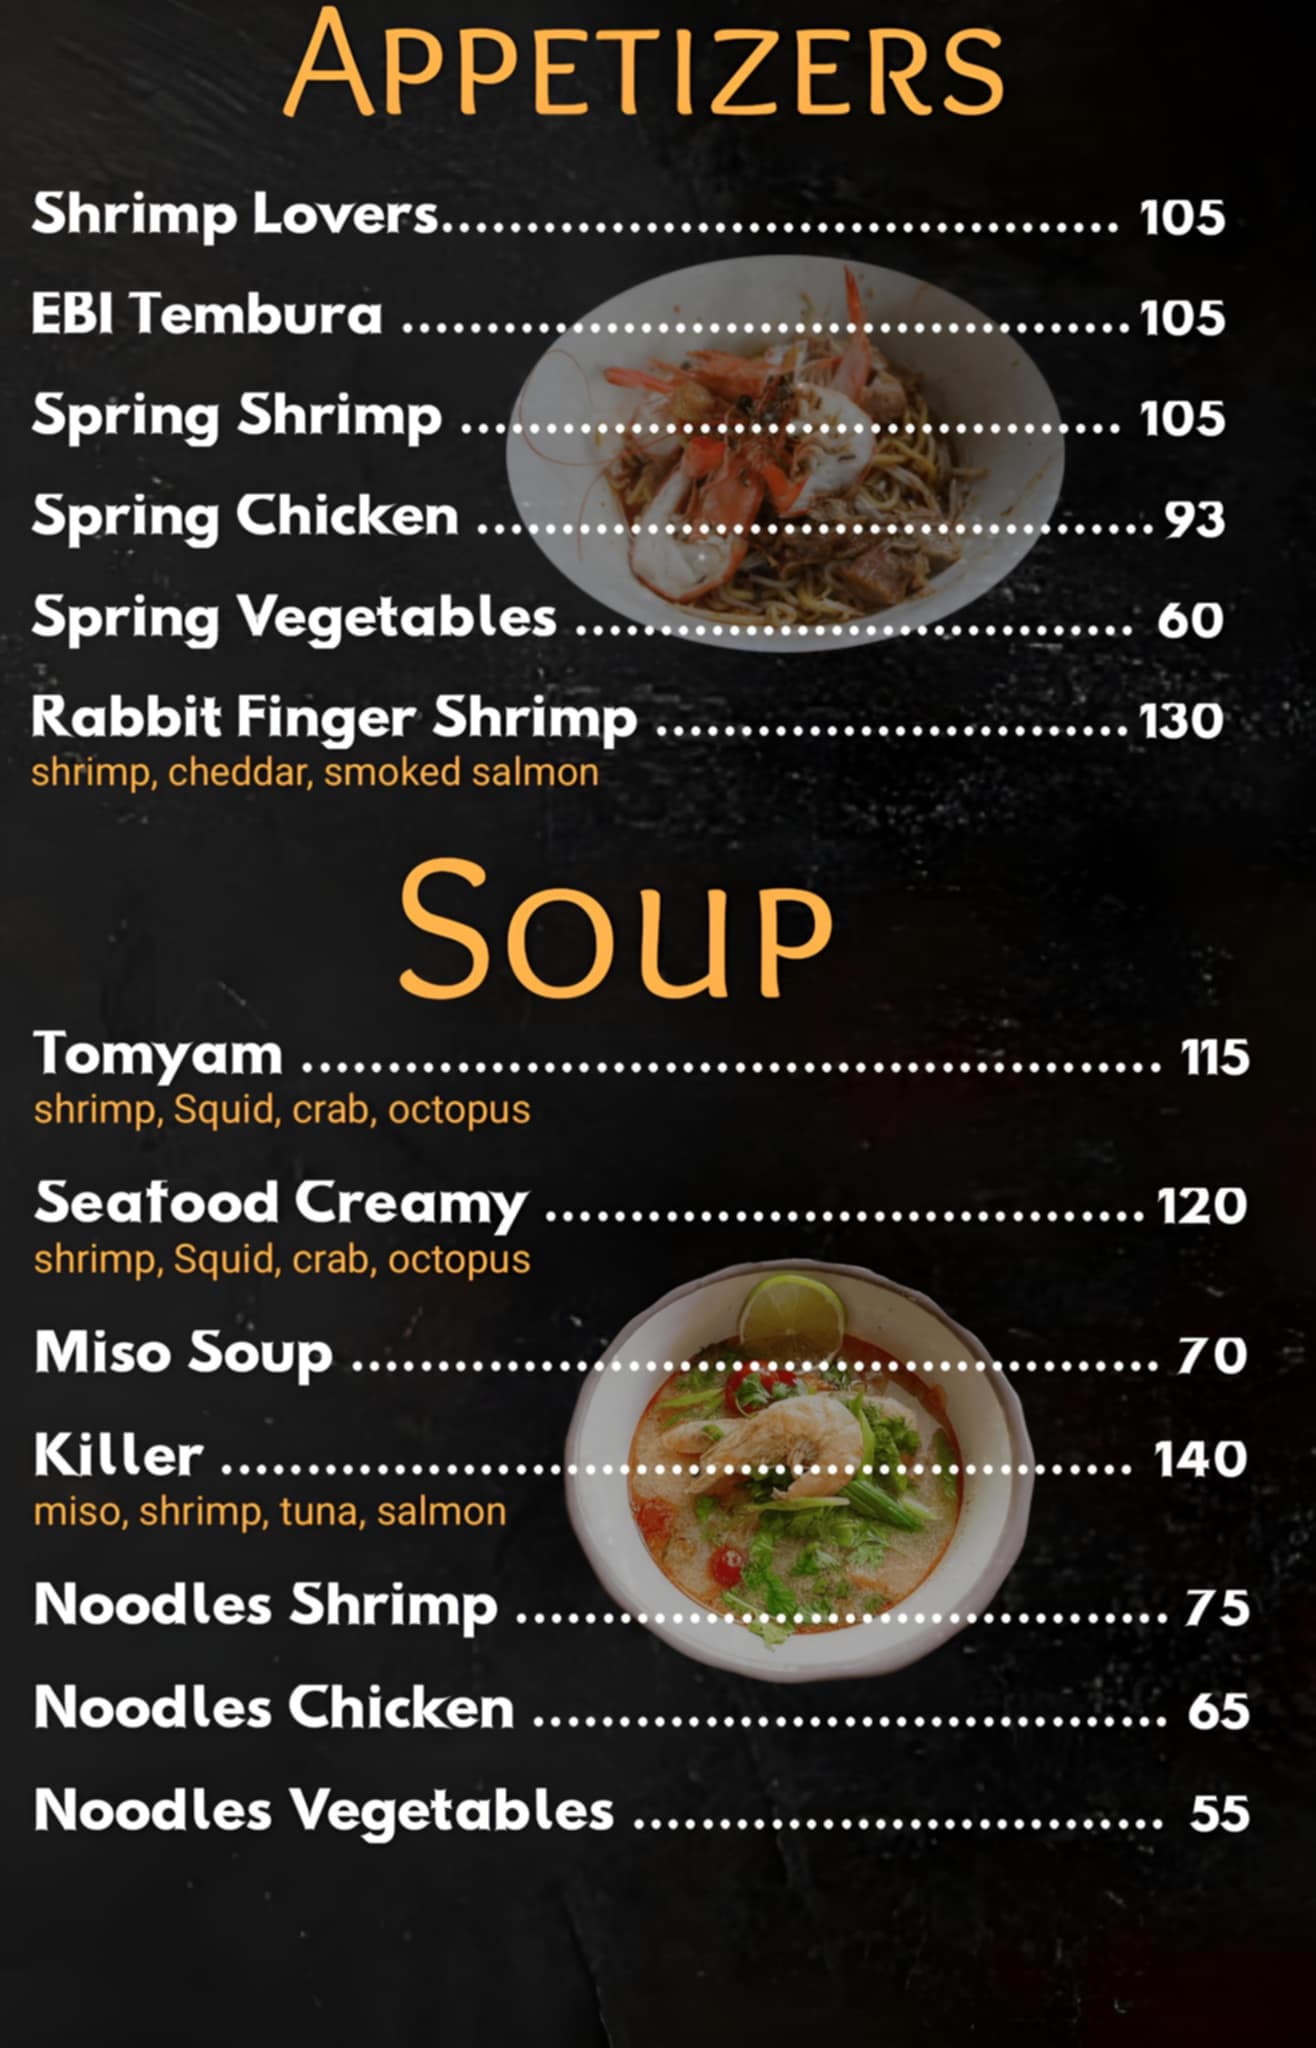 APPETIZERS
Shrimp Lovers........................................ 105
EBI Tembura ...........................................105
Spring Shrimp ....................................... 105
Spring Chicken ........................................93
Spring Vegetables ................................. 60
Rabbit Finger Shrimp ............................130
shrimp, cheddar, smoked salmon
SOUP
Tomyam ................................................... 115
shrimp, Squid, crab, octopus
Seafood Creamy ................................... 120
shrimp, Squid, crab, octopus
Miso Soup ................................................ 70
Killer ...................................................... 140
miso, shrimp, tuna, salmon
Noodles Shrimp ....................................... 75
Noodles Chicken ...................................... 65
Noodles Vegetables ............................... 55